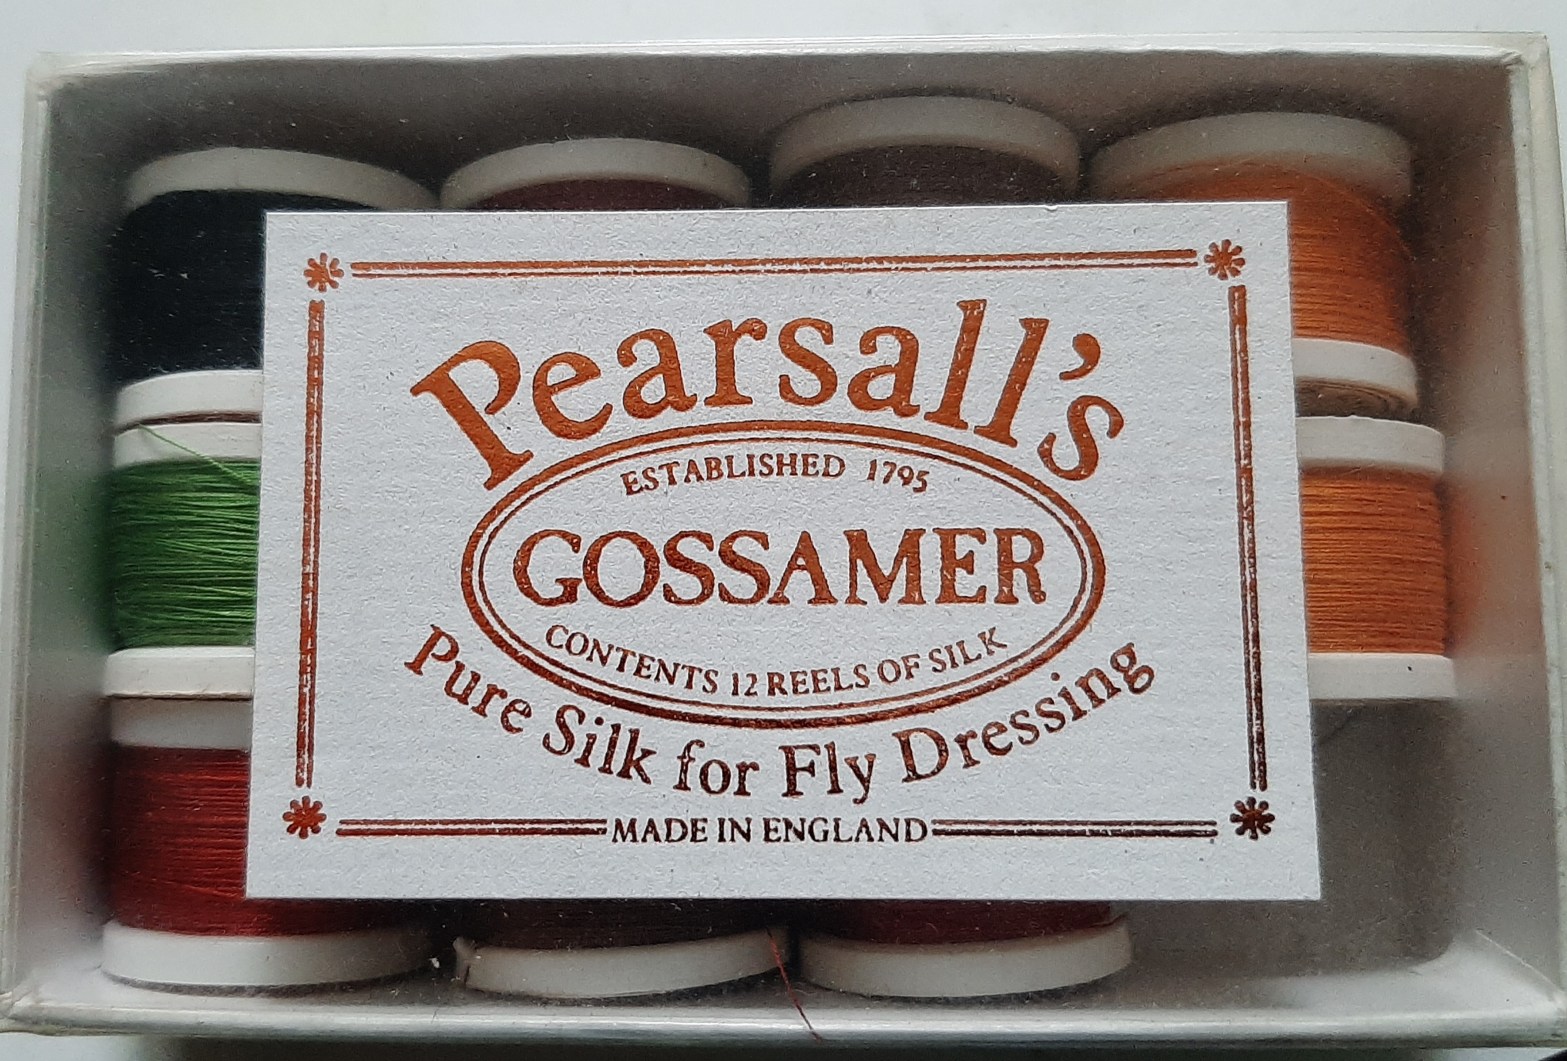 Pearsall's
ESTABLISHED 1795
GOSSAMER
CONTENTS 12 REELS OF SILK
Pure Silk for Fly Dressing
MADE IN ENGLAND